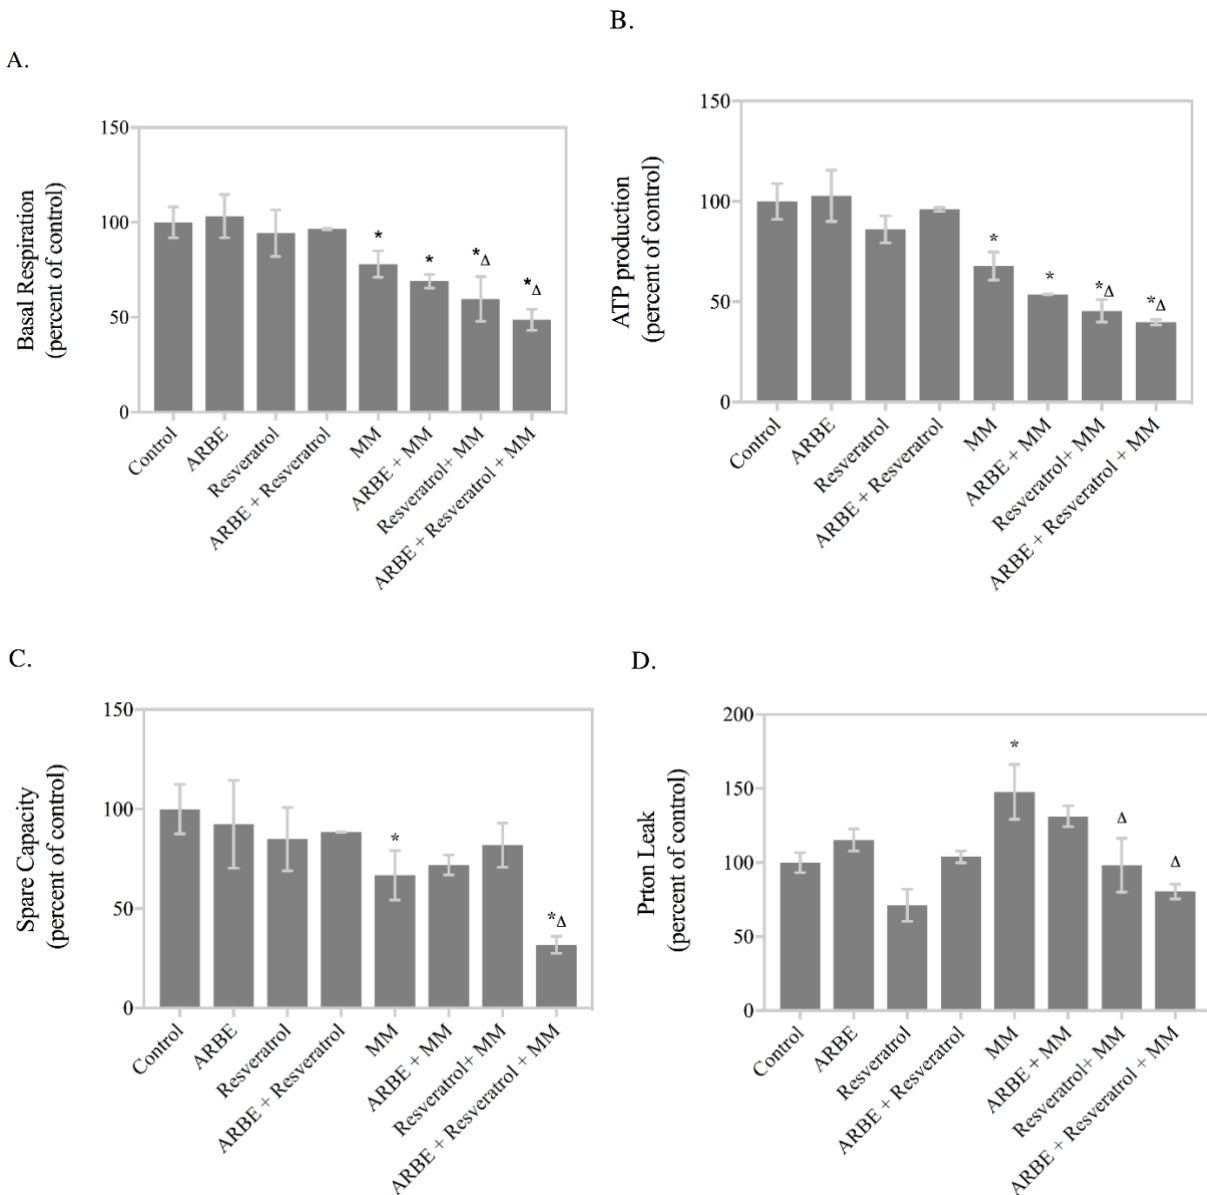 A.
Basal Respiration
(percent of control)
150
100
50
0
*
*
*Δ
*Δ
Control
ARBE
Resveratrol
ARBE + Resveratrol
MM
ARBE + MM
Resveratrol+ MM
ARBE + Resveratrol + MM
B.
ATP production
(percent of control)
150
100
50
0
*
*
*Δ
*Δ
Control
ARBE
Resveratrol
ARBE + Resveratrol
MM
ARBE + MM
Resveratrol+ MM
ARBE + Resveratrol + MM
C.
Spare Capacity
(percent of control)
150
100
50
0
*
*Δ
Control
ARBE
Resveratrol
ARBE + Resveratrol
MM
ARBE + MM
Resveratrol+ MM
ARBE + Resveratrol + MM
D.
Prton Leak
(percent of control)
200
150
100
50
0
*
Δ
Δ
Control
ARBE
Resveratrol
ARBE + Resveratrol
MM
ARBE + MM
Resveratrol+ MM
ARBE + Resveratrol + MM